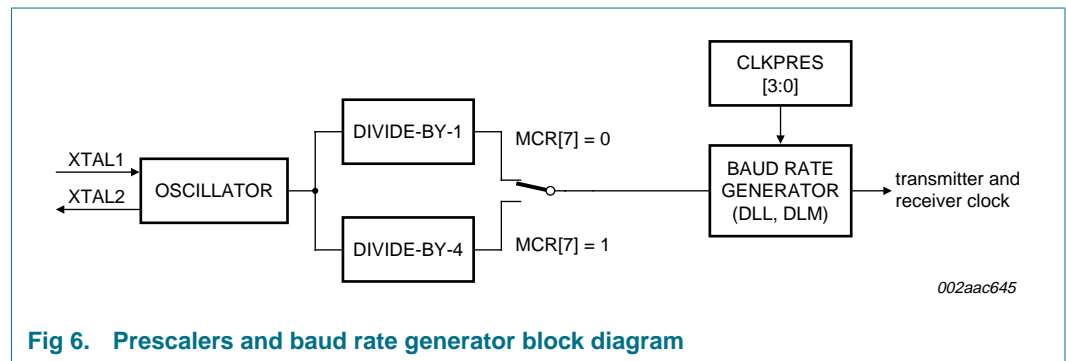 CLKPRES
[3:0]
DIVIDE-BY-1
MCR[7] = 0
XTAL1
XTAL2
OSCILLATOR
BAUD RATE
GENERATOR
(DLL, DLM)
transmitter and
receiver clock
DIVIDE-BY-4
MCR[7] = 1
002aac645
Fig 6. Prescalers and baud rate generator block diagram